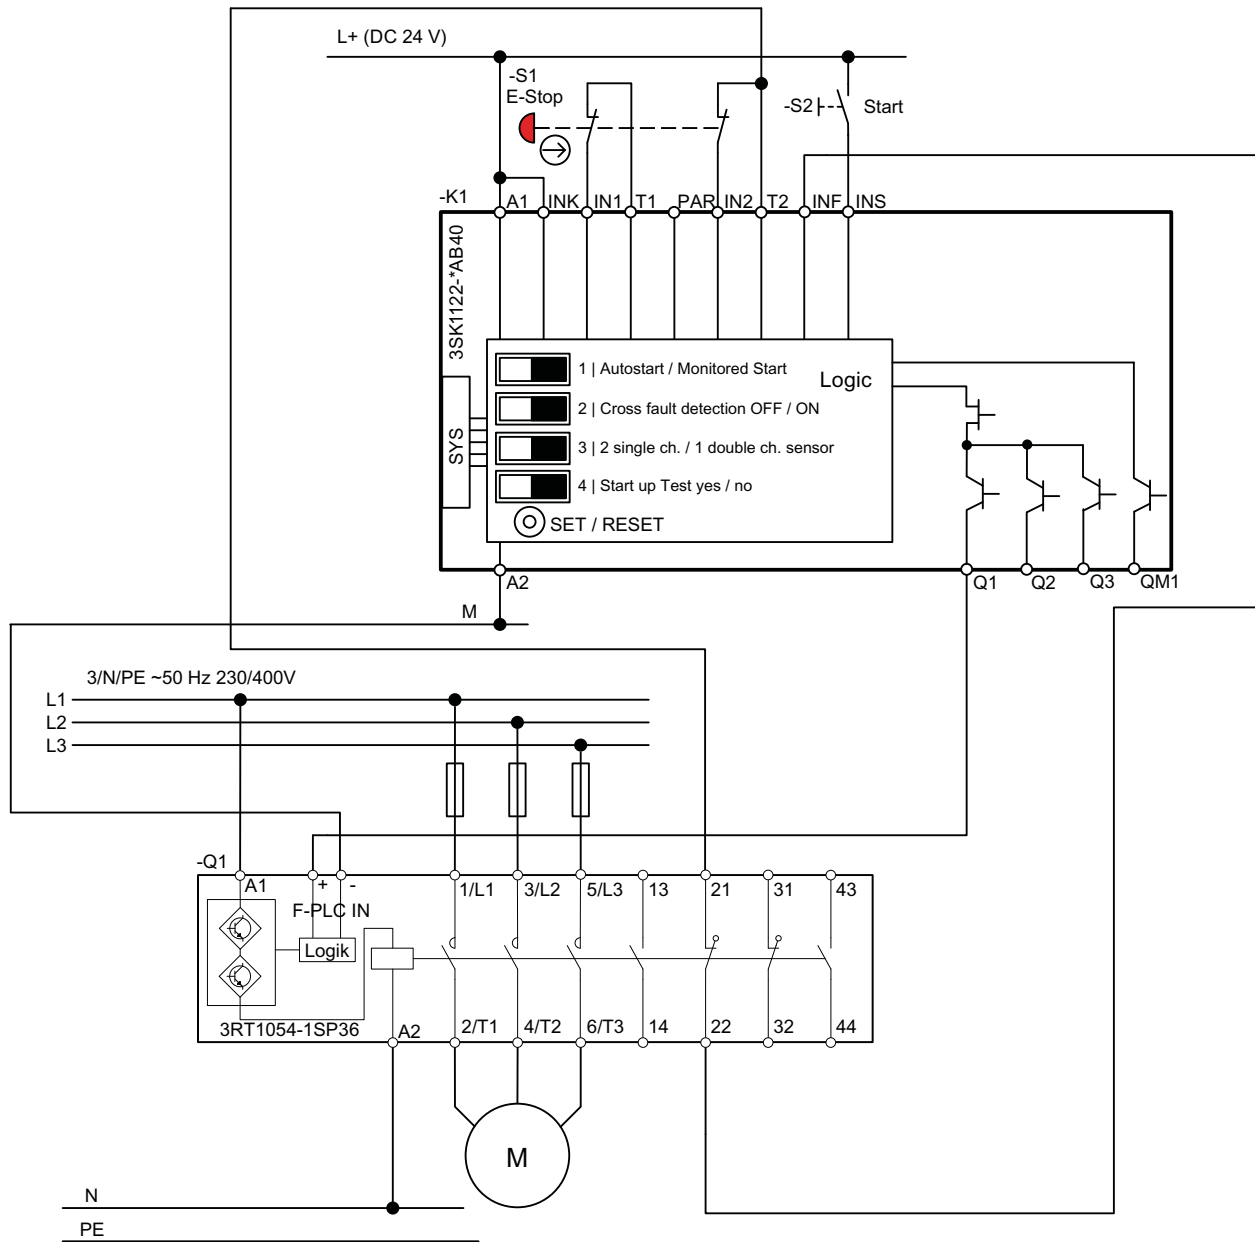 L+ (DC 24 V)
-S1
E-Stop
-S2
Start
-K1
A1
INK
IN1
T1
PAR
IN2
T2
INF
INS
3SK1122-*AB40
SYS
1 | Autostart / Monitored Start
Logic
2 | Cross fault detection OFF / ON
3 | 2 single ch. / 1 double ch. sensor
4 | Start up Test yes / no
SET / RESET
A2
Q1
Q2
Q3
QM1
M
3/N/PE ~50 Hz 230/400V
L1
L2
L3
-Q1
A1
+
-
1/L1
3/L2
5/L3
13
21
31
43
F-PLC IN
Logik
3RT1054-1SP36
A2
2/T1
4/T2
6/T3
14
22
32
44
M
N
PE